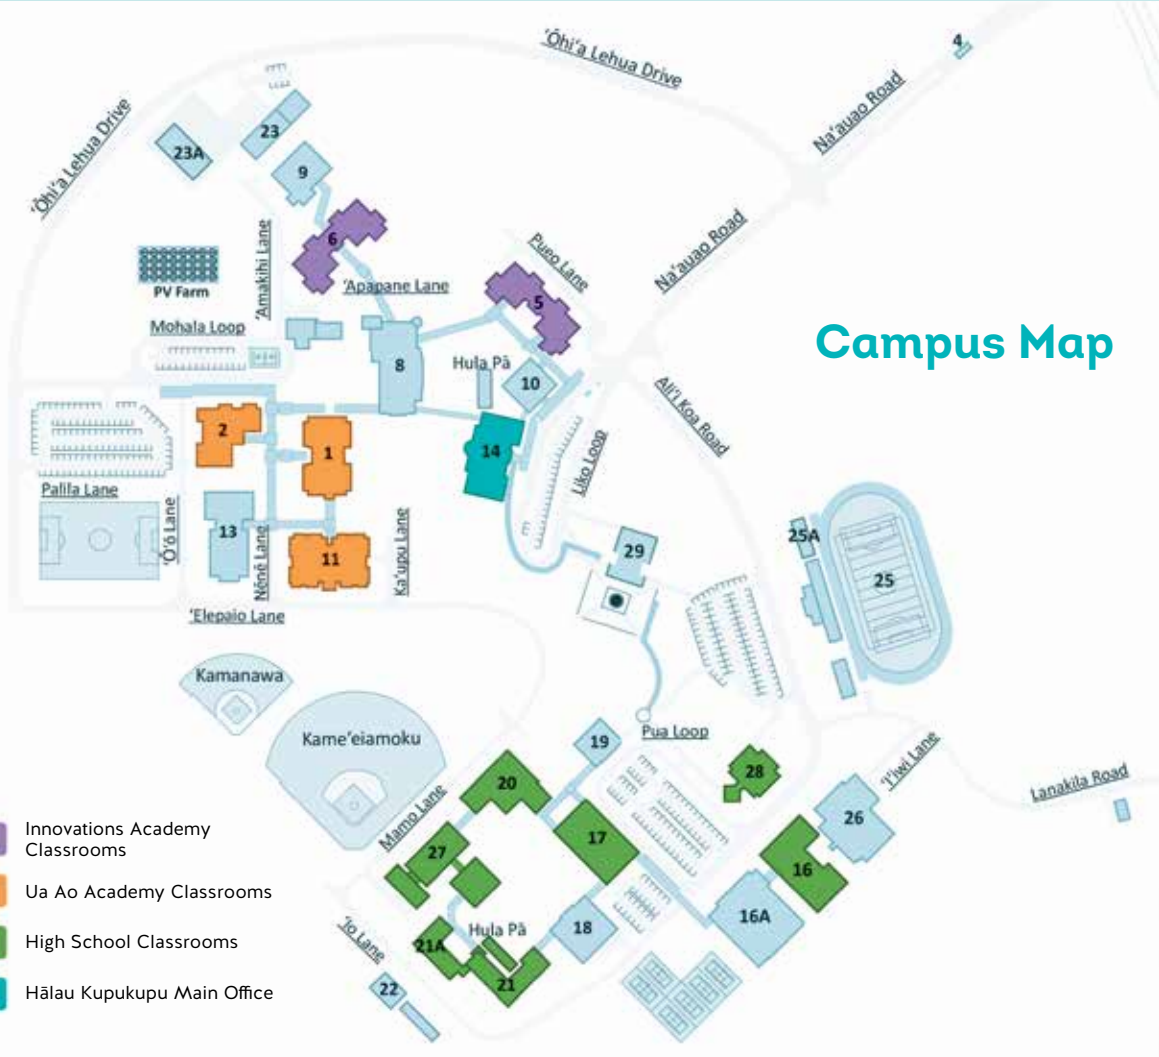 ʻŌhiʻa Lehua Drive
4
Naʻauao Road
ʻŌhiʻa Lehua Drive
23
23A
9
6
ʻAmakihi Lane
PV Farm
ʻApapane Lane
Pueo Lane
5
Naʻauao Road
Campus Map
Mohala Loop
8
Hula Pā
10
Aliʻi Koa Road
2
1
14
Liko Loop
Palila Lane
ʻŌʻō Lane
13
Nēnē Lane
11
Kaʻupu Lane
29
25A
25
ʻElepaio Lane
Kamanawa
Kameʻeiamoku
19
Pua Loop
28
ʻIʻiwi Lane
Lanakila Road
20
Mamo Lane
17
26
27
16
16A
Hula Pā
18
21A
21
ʻIo Lane
22
Innovations Academy
Classrooms
Ua Ao Academy Classrooms
High School Classrooms
Hālau Kupukupu Main Office